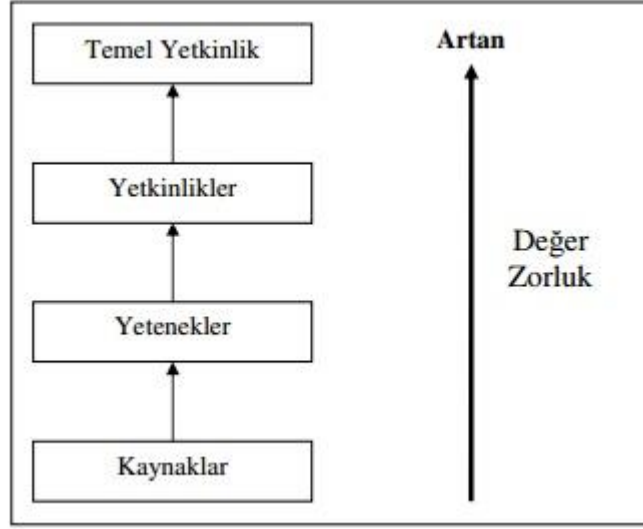 Temel Yetkinlik
Yetkinlikler
Yetenekler
Kaynaklar
Artan
Değer
Zorluk